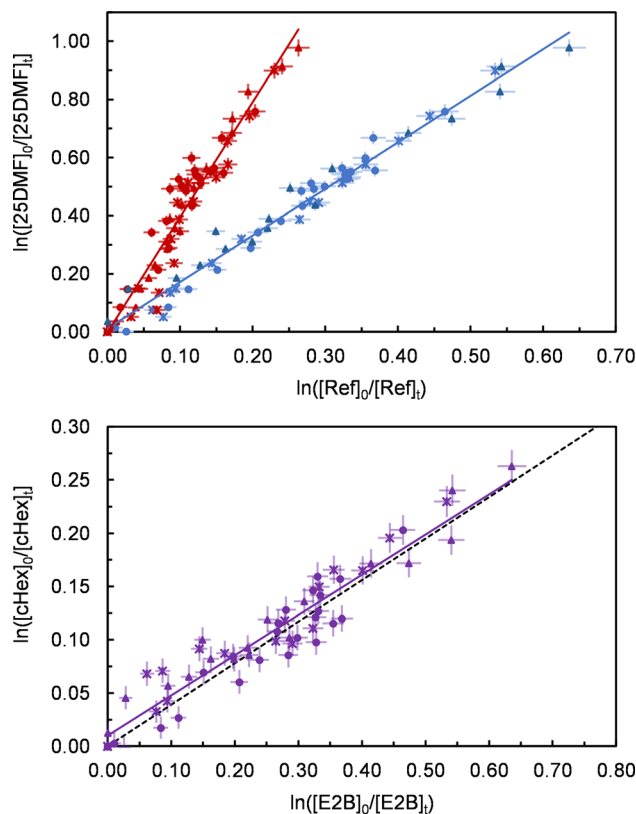 ln([25DMF]₀/[25DMF]ₜ)
1.00
0.80
0.60
0.40
0.20
0.00
0.00 0.10 0.20 0.30 0.40 0.50 0.60 0.70
ln([Ref]₀/[Ref]ₜ)
ln([cHex]₀/[cHex]ₜ)
0.30
0.25
0.20
0.15
0.10
0.05
0.00
0.00 0.10 0.20 0.30 0.40 0.50 0.60 0.70 0.80
ln([E2B]₀/[E2B]ₜ)